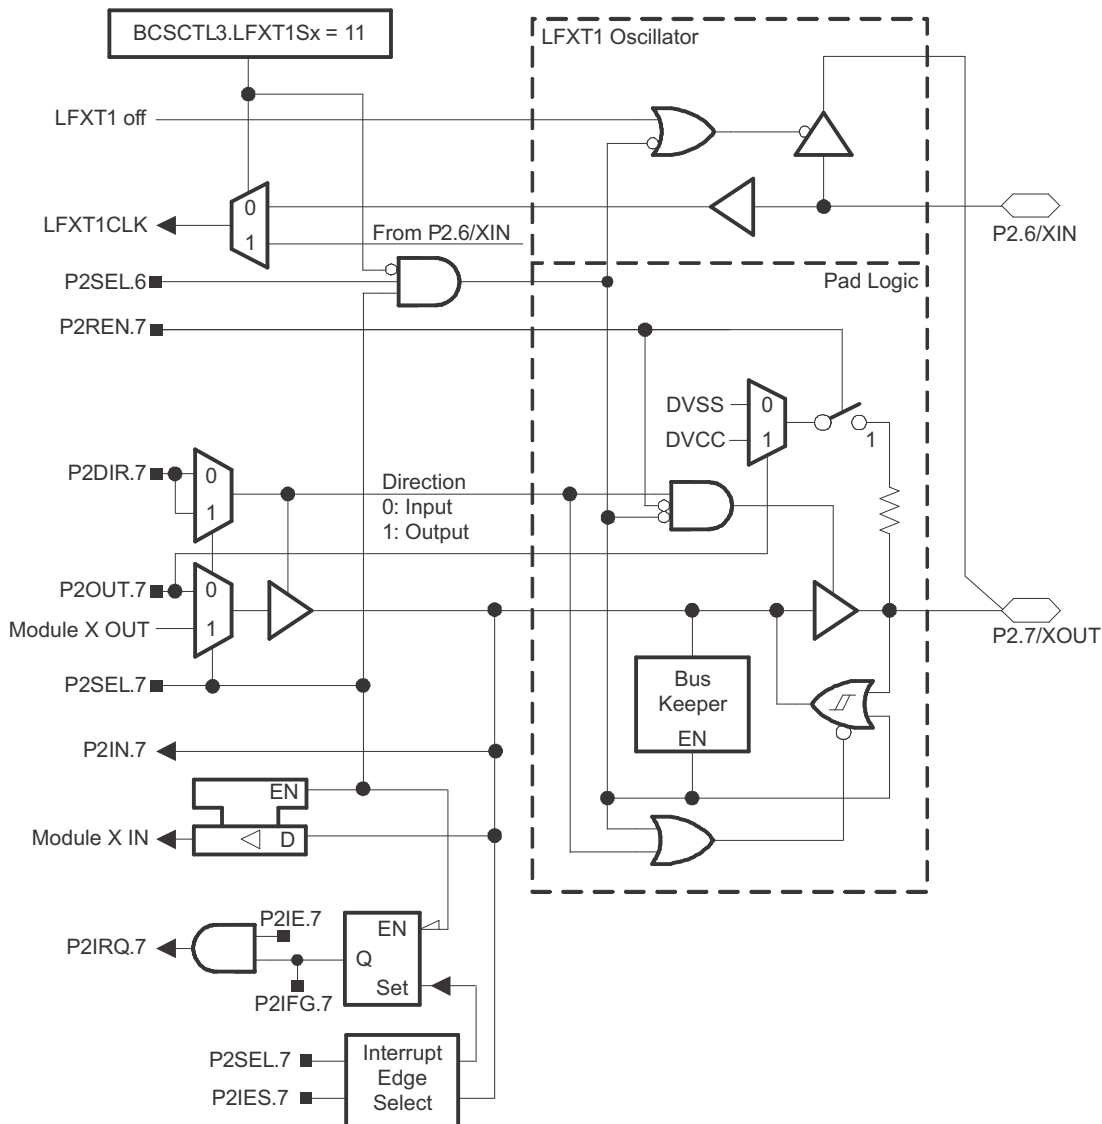 BCSCTL3.LFXT1Sx = 11
LFXT1 Oscillator
LFXT1 off
0
LFXT1CLK
1
From P2.6/XIN
P2.6/XIN
P2SEL.6
Pad Logic
P2REN.7
DVSS
0
DVCC
1
1
P2DIR.7
0
1
Direction
0: Input
1: Output
P2OUT.7
0
Module X OUT
1
P2.7/XOUT
P2SEL.7
Bus
Keeper
EN
P2IN.7
EN
Module X IN
D
P2IE.7
EN
P2IRQ.7
Q
P2IFG.7
Set
P2SEL.7
P2IES.7
Interrupt
Edge
Select